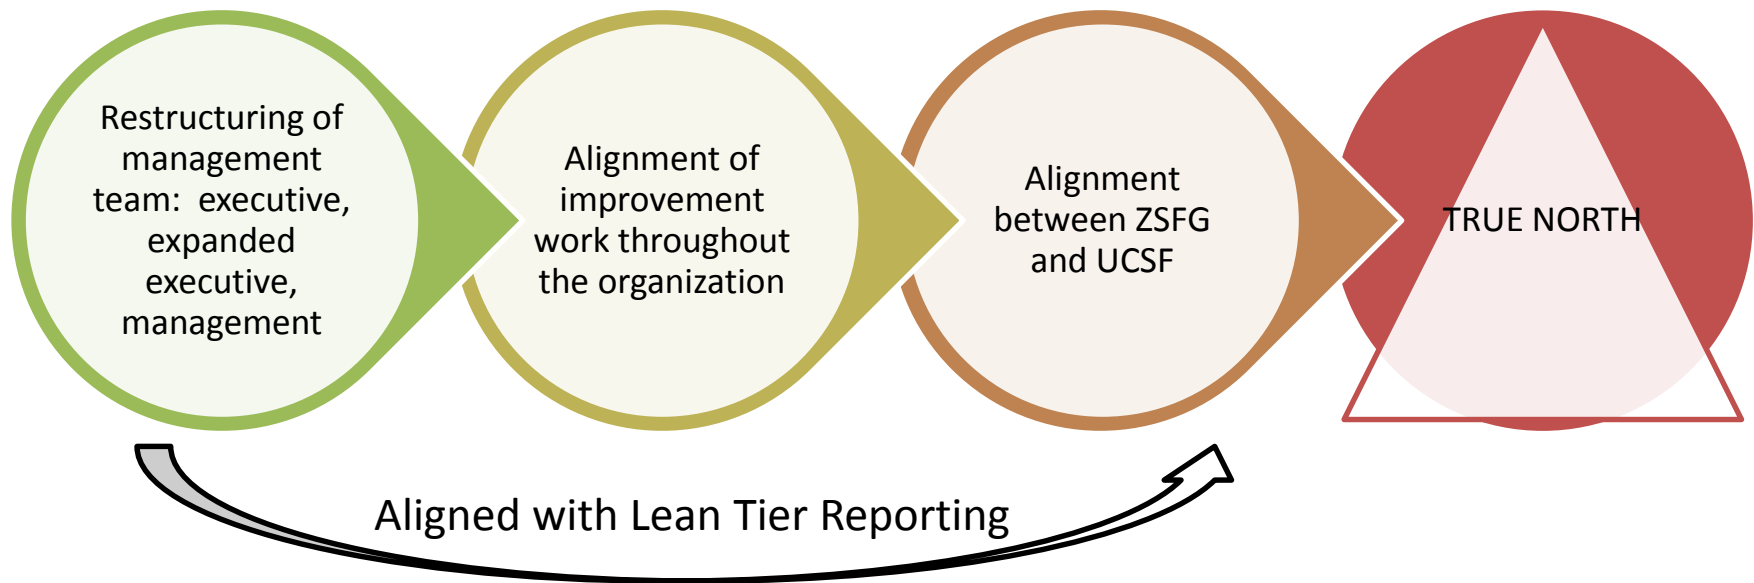 Restructuring of
management
team:  executive,
expanded
executive,
management
Alignment of
improvement
work throughout
the organization
Alignment
between ZSFG
and UCSF
TRUE NORTH
Aligned with Lean Tier Reporting